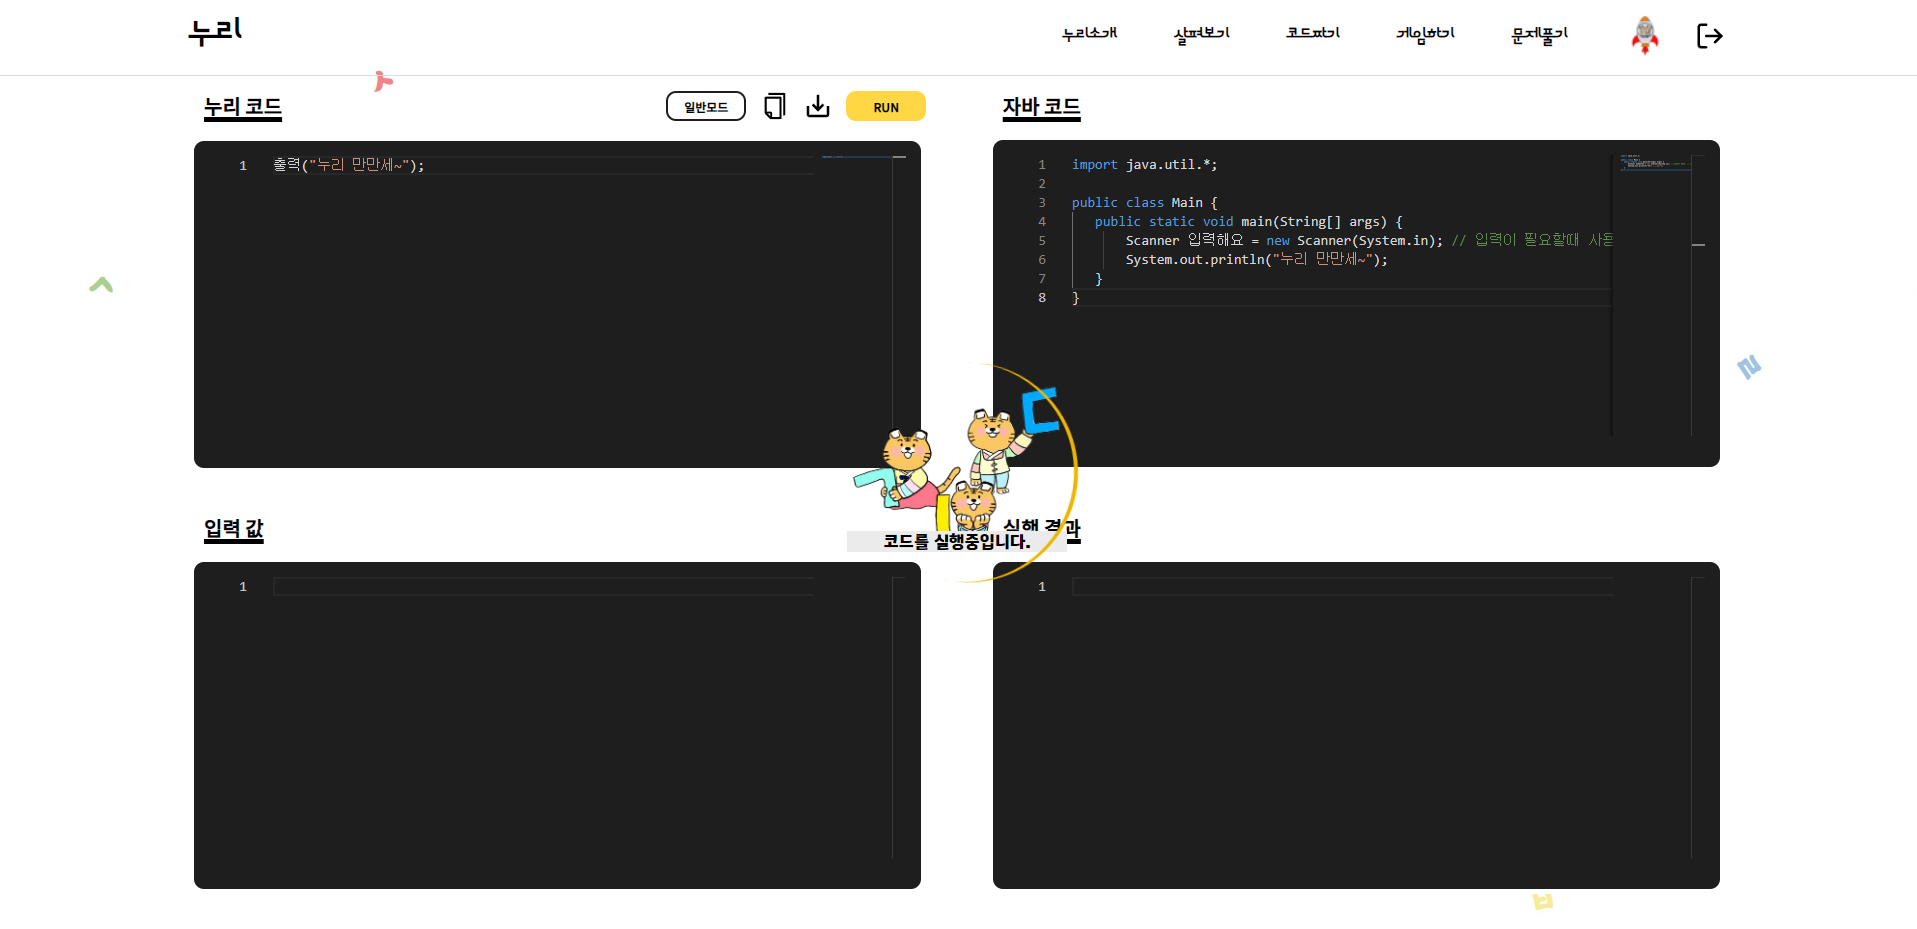 누리
누리소개 살펴보기 코드짜기 게임하기 문제풀기
누리 코드
일반모드
RUN
자바 코드
1 출력("누리 만만세~");
1 import java.util.*;
2
3 public class Main {
4 public static void main(String[] args) {
5 Scanner 입력해요 = new Scanner(System.in); // 입력이 필요할때
6 System.out.println("누리 만만세~");
7 }
8 }
입력 값
실행 결과
코드를 실행중입니다.
1
1